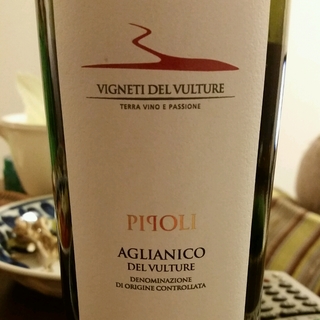 VIGNETI DEL VULTURE
TERRA VINO E PASSIONE
PIPOLI
AGLIANICO
DEL VULTURE
DENOMINAZIONE
DI ORIGINE CONTROLLATA